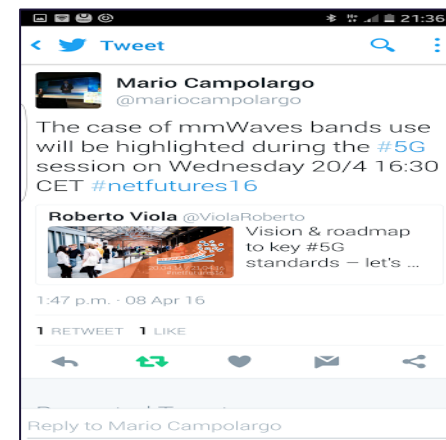 21:36
Tweet
Mario Campolargo
@mariocampolargo
The case of mmWaves bands use
will be highlighted during the #5G
session on Wednesday 20/4 16:30
CET #netfutures16
Roberto Viola @ViolaRoberto
Vision & roadmap
to key #5G
standards – let's ...
1:47 p.m. · 08 Apr 16
1 RETWEET 1 LIKE
Reply to Mario Campolargo